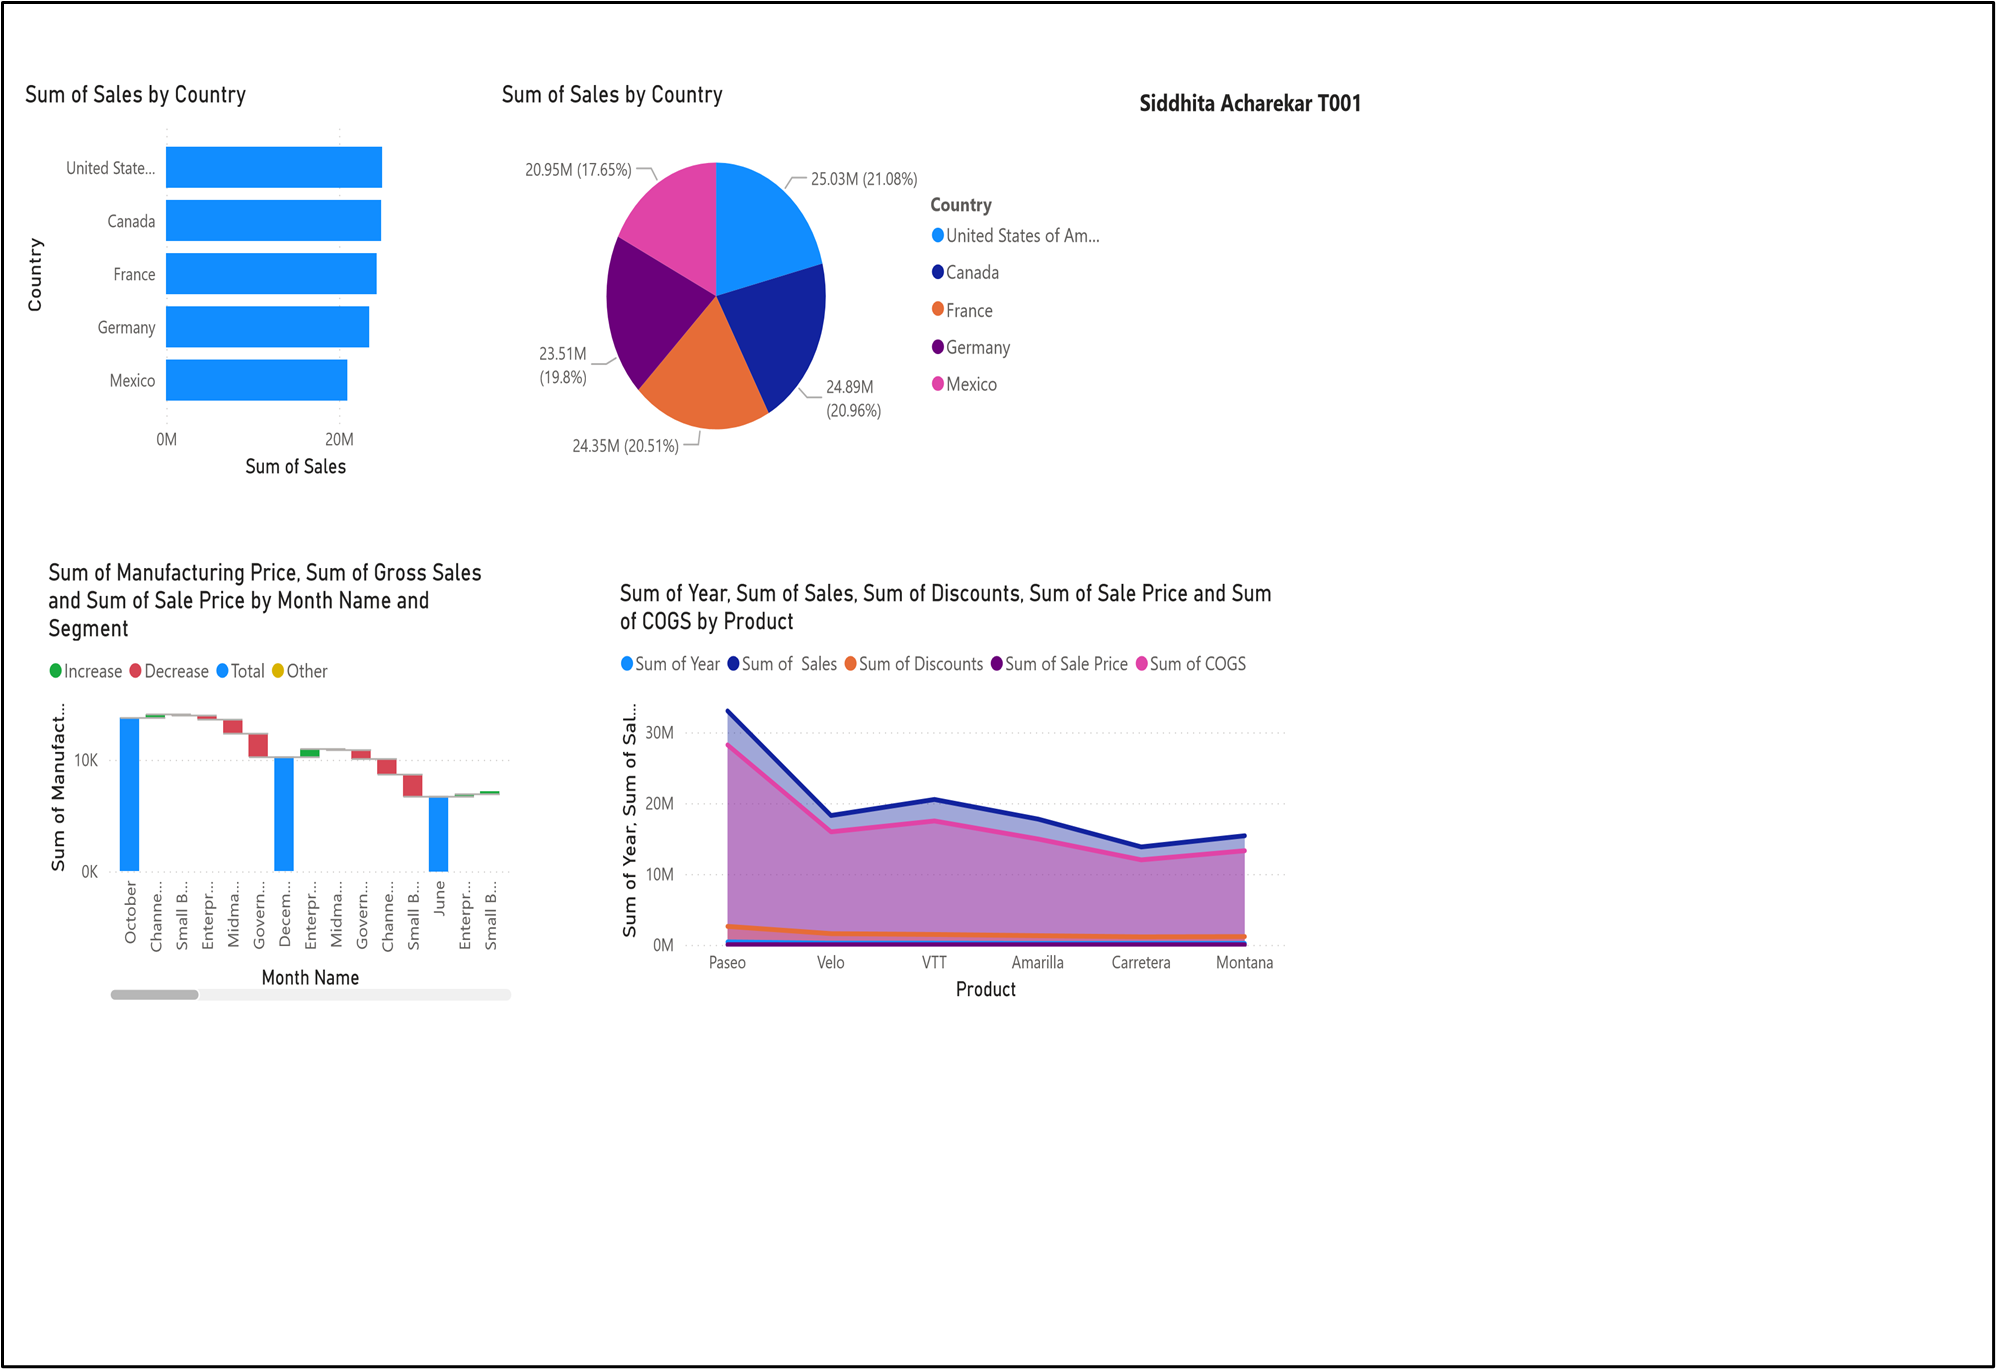 Sum of Sales by Country
Country
United State...
Canada
France
Germany
Mexico
0M
20M
Sum of Sales
Sum of Sales by Country
20.95M (17.65%)
25.03M (21.08%)
23.51M
(19.8%)
24.89M
(20.96%)
24.35M (20.51%)
Country
United States of Am...
Canada
France
Germany
Mexico
Siddhita Acharekar T001
Sum of Manufacturing Price, Sum of Gross Sales
and Sum of Sale Price by Month Name and
Segment
Increase
Decrease
Total
Other
Sum of Manufact...
10K
0K
October
Channe...
Small B...
Enterpr...
Midma...
Govern...
Decem...
Enterpr...
Midma...
Govern...
Channe...
Small B...
June
Enterpr...
Small B...
Month Name
Sum of Year, Sum of Sales, Sum of Discounts, Sum of Sale Price and Sum
of COGS by Product
Sum of Year
Sum of  Sales
Sum of Discounts
Sum of Sale Price
Sum of COGS
Sum of Year, Sum of Sal...
30M
20M
10M
0M
Paseo
Velo
VTT
Amarilla
Carretera
Montana
Product